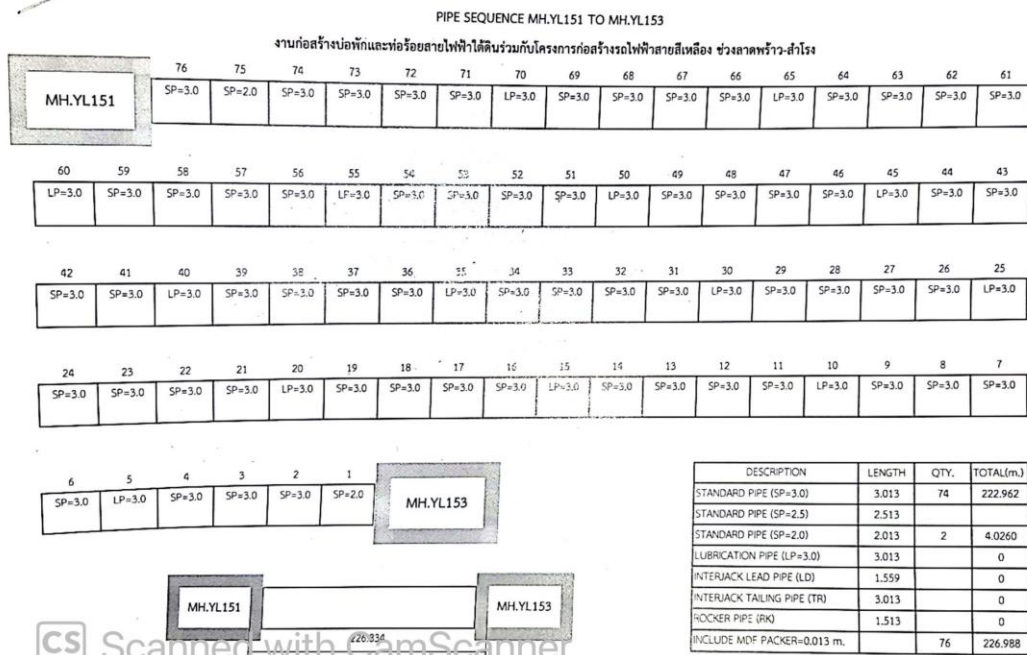 PIPE SEQUENCE MH.YL151 TO MH.YL153
งานก่อสร้างบ่อพักและท่อร้อยสายไฟฟ้าใต้ดินร่วมกับโครงการก่อสร้างรถไฟฟ้าสายสีเหลือง ช่วงลาดพร้าว-สำโรง
76 75 74 73 72 71 70 69 68 67 66 65 64 63 62 61
MH.YL151 SP=3.0 SP=2.0 SP=3.0 SP=3.0 SP=3.0 SP=3.0 LP=3.0 SP=3.0 SP=3.0 SP=3.0 SP=3.0 LP=3.0 SP=3.0 SP=3.0 SP=3.0 SP=3.0
60 59 58 57 56 55 54 53 52 51 50 49 48 47 46 45 44 43
LP=3.0 SP=3.0 SP=3.0 SP=3.0 SP=3.0 LP=3.0 SP=3.0 SP=3.0 SP=3.0 SP=3.0 LP=3.0 SP=3.0 SP=3.0 SP=3.0 SP=3.0 LP=3.0 SP=3.0 SP=3.0
42 41 40 39 38 37 36 35 34 33 32 31 30 29 28 27 26 25
SP=3.0 SP=3.0 LP=3.0 SP=3.0 SP=3.0 SP=3.0 SP=3.0 LP=3.0 SP=3.0 SP=3.0 SP=3.0 SP=3.0 LP=3.0 SP=3.0 SP=3.0 SP=3.0 SP=3.0 LP=3.0
24 23 22 21 20 19 18 17 16 15 14 13 12 11 10 9 8 7
SP=3.0 SP=3.0 SP=3.0 SP=3.0 LP=3.0 SP=3.0 SP=3.0 SP=3.0 SP=3.0 LP=3.0 SP=3.0 SP=3.0 SP=3.0 SP=3.0 LP=3.0 SP=3.0 SP=3.0 SP=3.0
6 5 4 3 2 1
SP=3.0 LP=3.0 SP=3.0 SP=3.0 SP=3.0 SP=2.0 MH.YL153
DESCRIPTION LENGTH QTY. TOTAL(m.)
STANDARD PIPE (SP=3.0) 3.013 74 222.962
STANDARD PIPE (SP=2.5) 2.513
STANDARD PIPE (SP=2.0) 2.013 2 4.0260
LUBRICATION PIPE (LP=3.0) 3.013 0
INTERJACK LEAD PIPE (LD) 1.559 0
INTERJACK TAILING PIPE (TR) 3.013 0
ROCKER PIPE (RK) 1.513 0
INCLUDE MDF PACKER=0.013 m. 76 226.988
MH.YL151 MH.YL153
226.834
CS Scanned with CamScanner